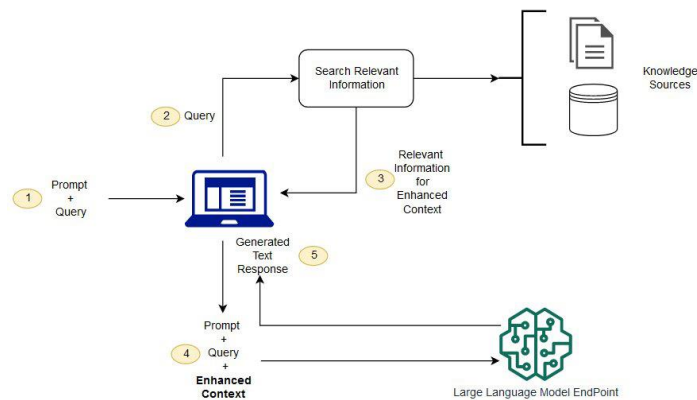 Search Relevant
Information
Knowledge
Sources
2
Query
3
Relevant
Information
for
Enhanced
Context
1
Prompt
+
Query
Generated
Text
Response
5
Prompt
+
4
Query
+
Enhanced
Context
Large Language Model EndPoint